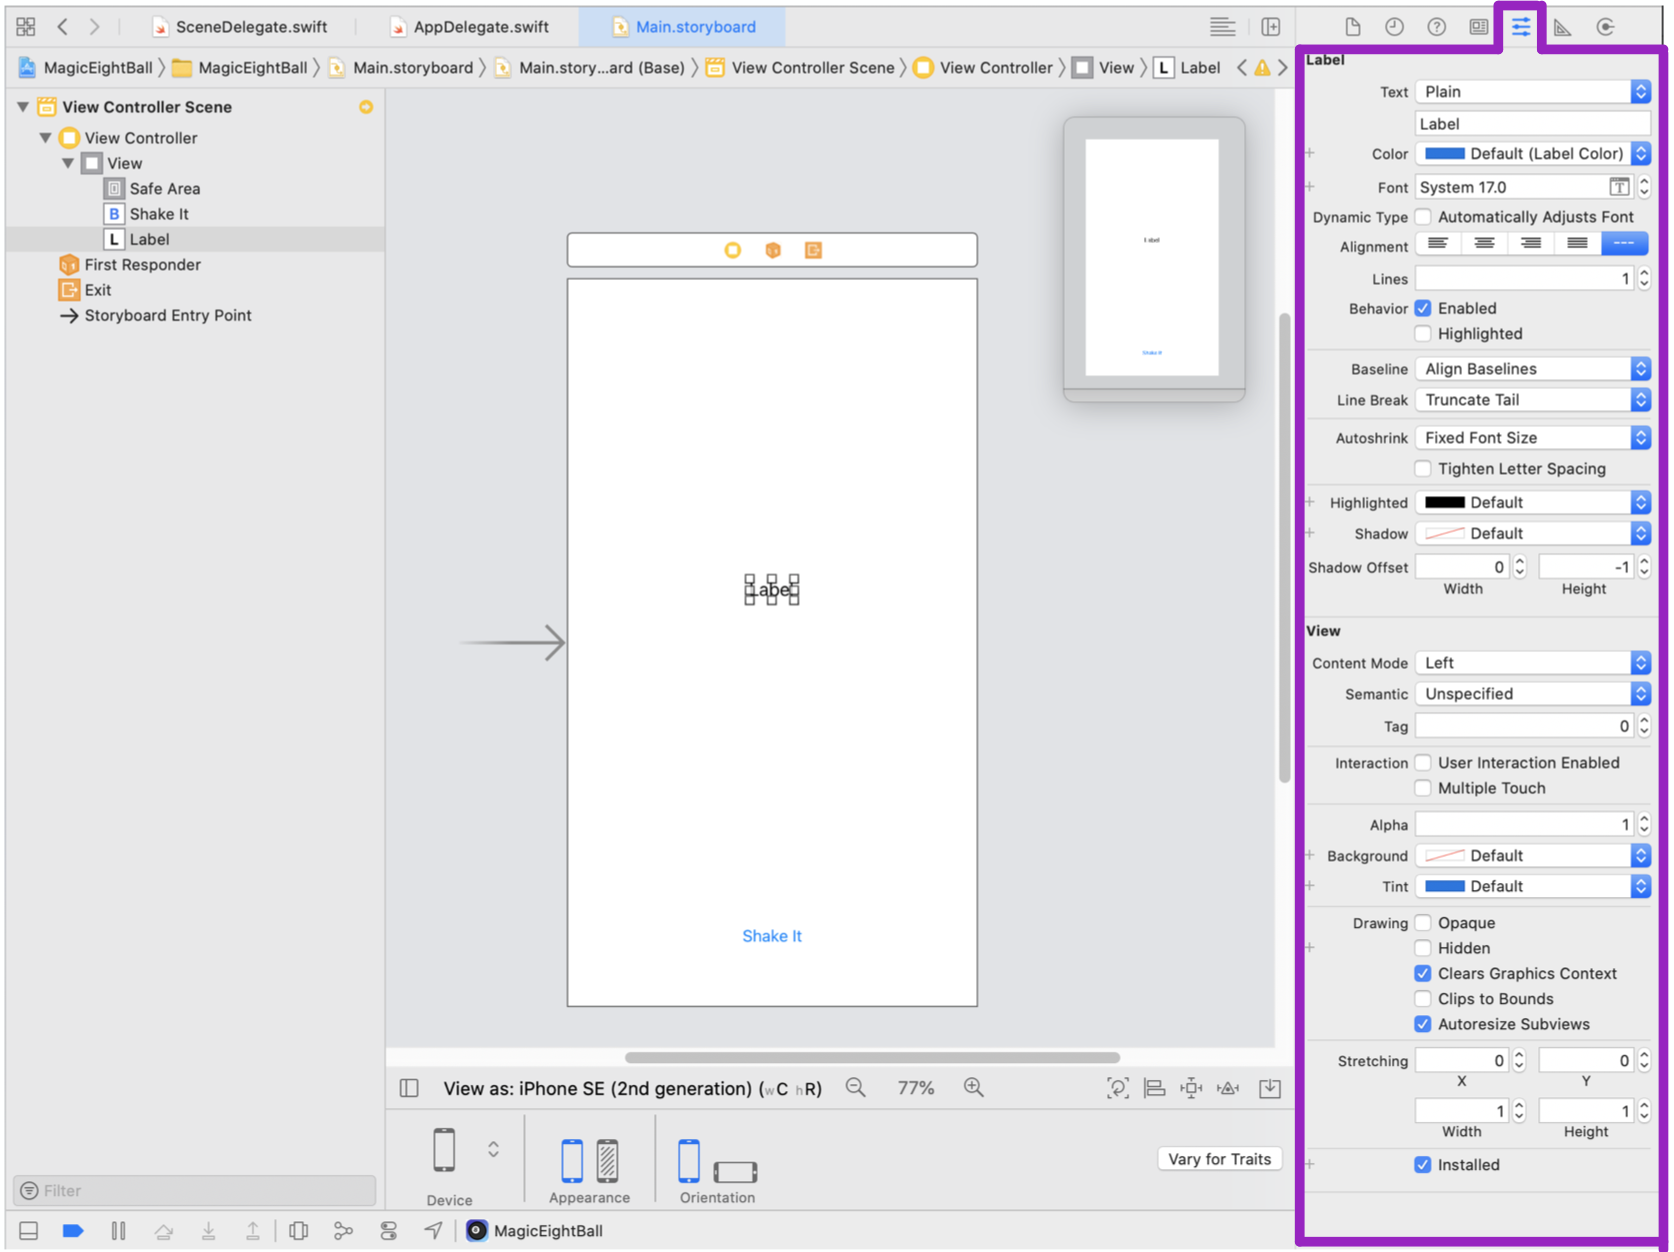 SceneDelegate.swift
AppDelegate.swift
Main.storyboard
MagicEightBall
MagicEightBall
Main.storyboard
Main.story...ard (Base)
View Controller Scene
View Controller
View
L Label
View Controller Scene
View Controller
View
Safe Area
B Shake It
L Label
First Responder
Exit
Storyboard Entry Point
Filter
Label
Shake It
Label
Shake It
View as: iPhone SE (2nd generation) (wC hR)
77%
Device
Appearance
Orientation
Vary for Traits
MagicEightBall
Label
Text Plain
Label
Color Default (Label Color)
Font System 17.0
Dynamic Type Automatically Adjusts Font
Alignment
Lines 1
Behavior Enabled
Highlighted
Baseline Align Baselines
Line Break Truncate Tail
Autoshrink Fixed Font Size
Tighten Letter Spacing
Highlighted Default
Shadow Default
Shadow Offset 0 -1
Width Height
View
Content Mode Left
Semantic Unspecified
Tag 0
Interaction User Interaction Enabled
Multiple Touch
Alpha 1
Background Default
Tint Default
Drawing Opaque
Hidden
Clears Graphics Context
Clips to Bounds
Autoresize Subviews
Stretching 0 0
X Y
1 1
Width Height
Installed